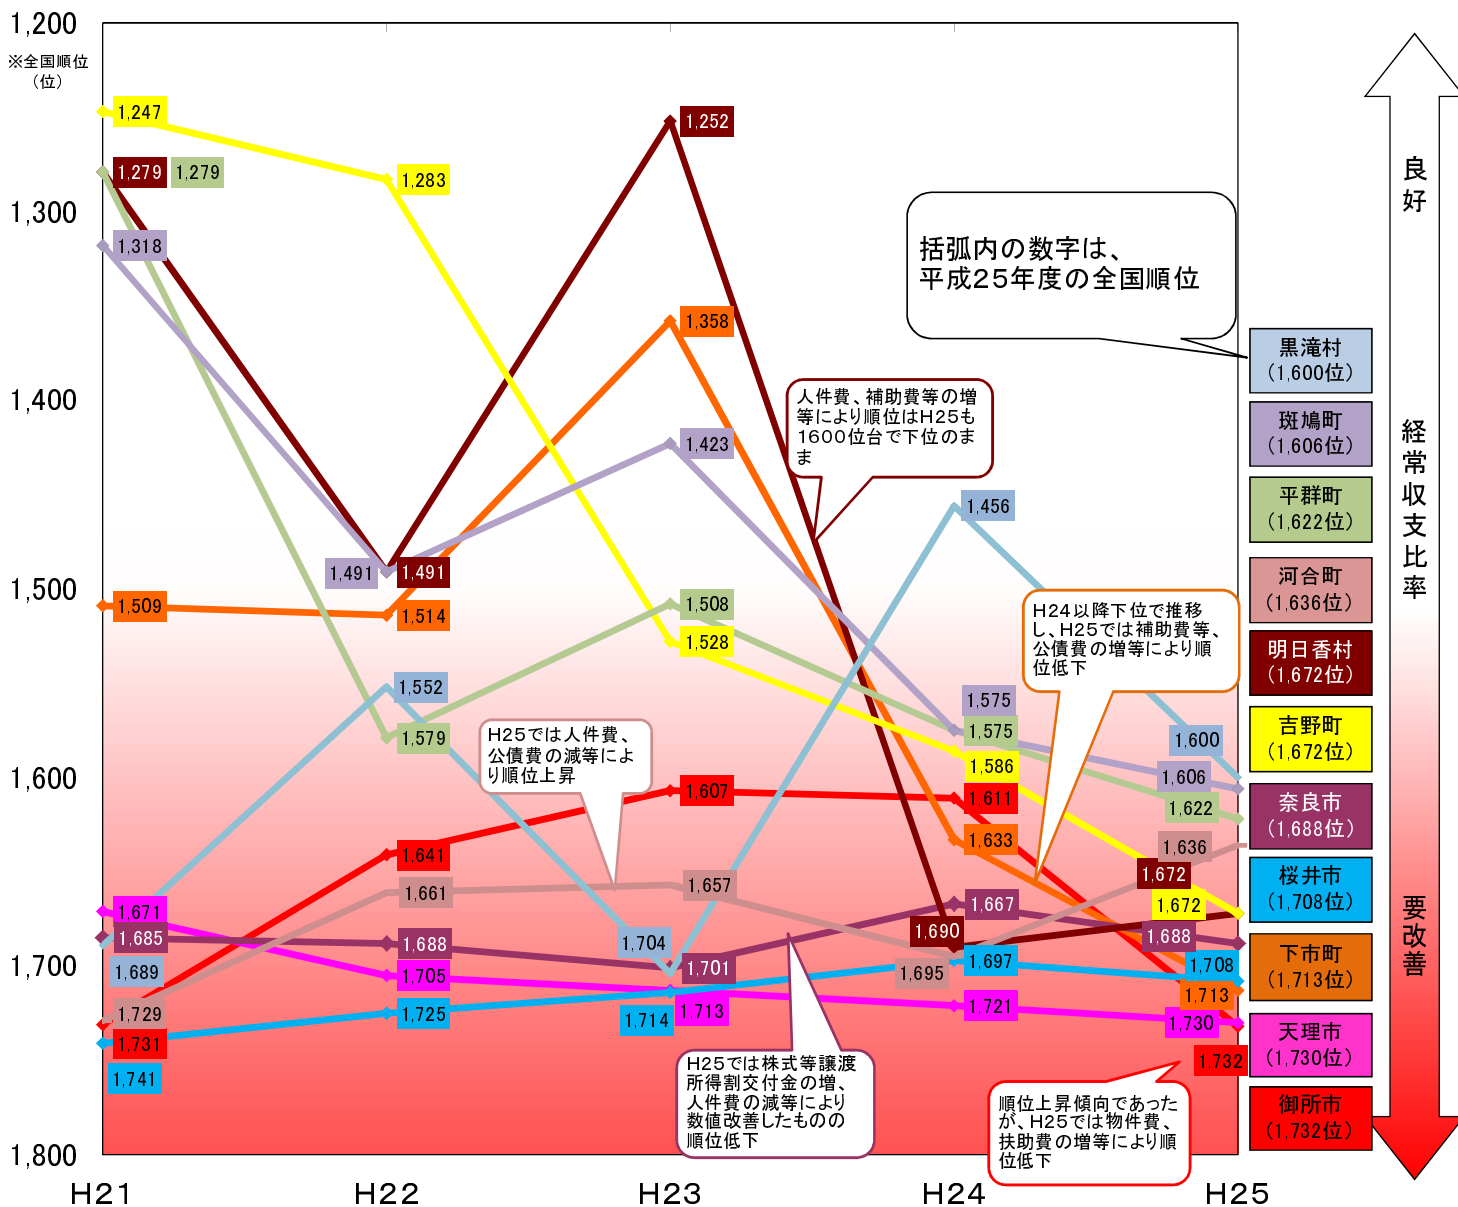 1,200
※全国順位
（位）
1,300
1,400
1,500
1,600
1,700
1,800
H21
H22
H23
H24
H25
1,247
1,279
1,279
1,318
1,509
1,671
1,685
1,689
1,729
1,731
1,741
1,283
1,491
1,491
1,514
1,552
1,579
1,641
1,661
1,688
1,705
1,725
1,252
1,358
1,423
1,508
1,528
1,607
1,657
1,704
1,701
1,714
1,713
1,456
1,575
1,575
1,586
1,611
1,633
1,667
1,690
1,695
1,697
1,721
1,600
1,606
1,622
1,636
1,672
1,672
1,688
1,708
1,713
1,730
1,732
括弧内の数字は、
平成25年度の全国順位
人件費、補助費等の増
等により順位はH25も
1600位台で下位のま
ま
H24以降下位で推移
し、H25では補助費等、
公債費の増等により順
位低下
H25では人件費、
公債費の減等によ
り順位上昇
H25では株式等譲渡
所得割交付金の増、
人件費の減等により
数値改善したものの
順位低下
順位上昇傾向であった
が、H25では物件費、
扶助費の増等により順
位低下
黒滝村
（1,600位）
斑鳩町
（1,606位）
平群町
（1,622位）
河合町
（1,636位）
明日香村
（1,672位）
吉野町
（1,672位）
奈良市
（1,688位）
桜井市
（1,708位）
下市町
（1,713位）
天理市
（1,730位）
御所市
（1,732位）
良好
経常収支比率
要改善